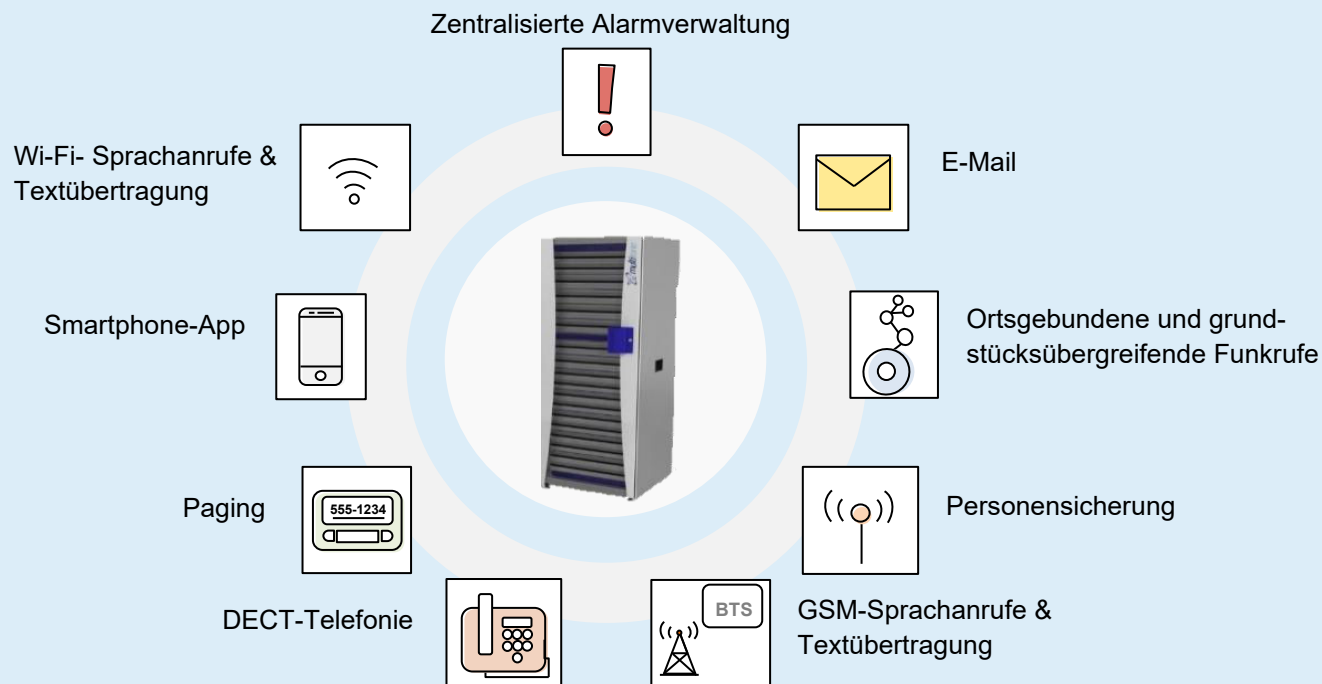 Zentralisierte Alarmverwaltung
Wi-Fi- Sprachanrufe &
Textübertragung
E-Mail
Smartphone-App
Ortsgebundene und grund-
stücksübergreifende Funkrufe
Paging
555-1234
Personensicherung
DECT-Telefonie
BTS
GSM-Sprachanrufe &
Textübertragung